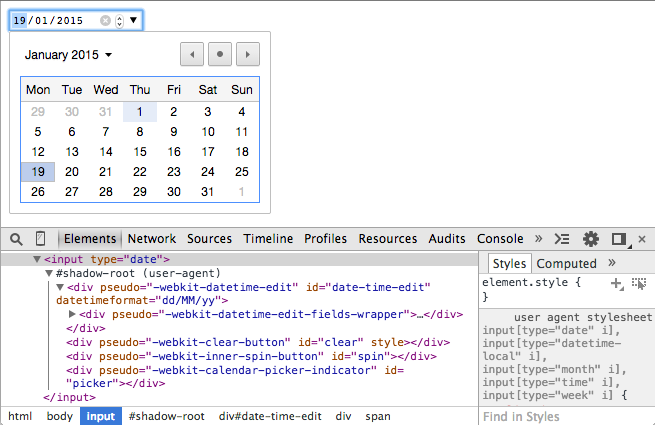 19/01/2015
January 2015
Mon Tue Wed Thu Fri Sat Sun
29 30 31 1 2 3 4
5 6 7 8 9 10 11
12 13 14 15 16 17 18
19 20 21 22 23 24 25
26 27 28 29 30 31 1
Elements Network Sources Timeline Profiles Resources Audits Console »
<input type="date">
#shadow-root (user-agent)
<div pseudo="-webkit-datetime-edit" id="date-time-edit"
datetimeformat="dd/MM/yy">
<div pseudo="-webkit-datetime-edit-fields-wrapper">…</div>
</div>
<div pseudo="-webkit-clear-button" id="clear" style></div>
<div pseudo="-webkit-inner-spin-button" id="spin"></div>
<div pseudo="-webkit-calendar-picker-indicator" id=
"picker"></div>
</input>
html body input #shadow-root div#date-time-edit div span
Styles Computed »
element.style {
}
user agent stylesheet
input[type="date" i],
input[type="datetime-
local" i],
input[type="month" i],
input[type="time" i],
input[type="week" i] {
Find in Styles